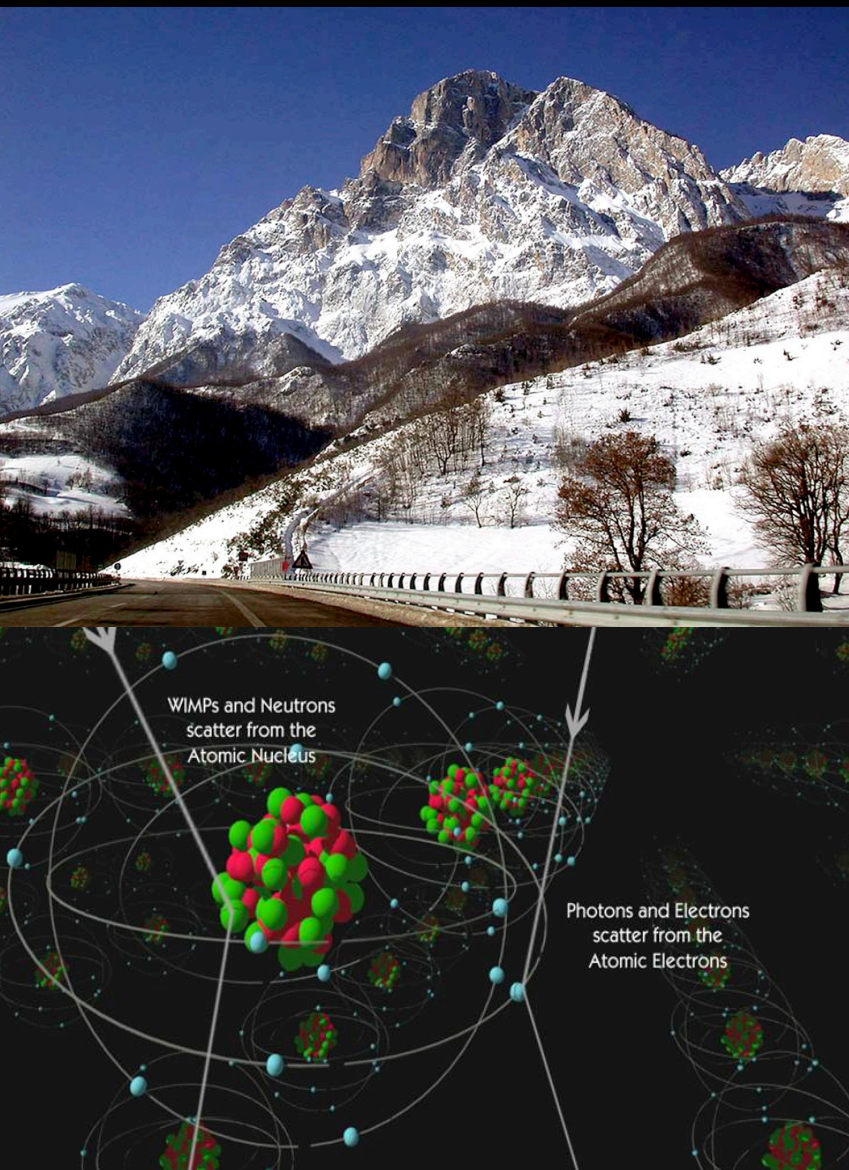 WIMPs and Neutrons
scatter from the
Atomic Nucleus
Photons and Electrons
scatter from the
Atomic Electrons